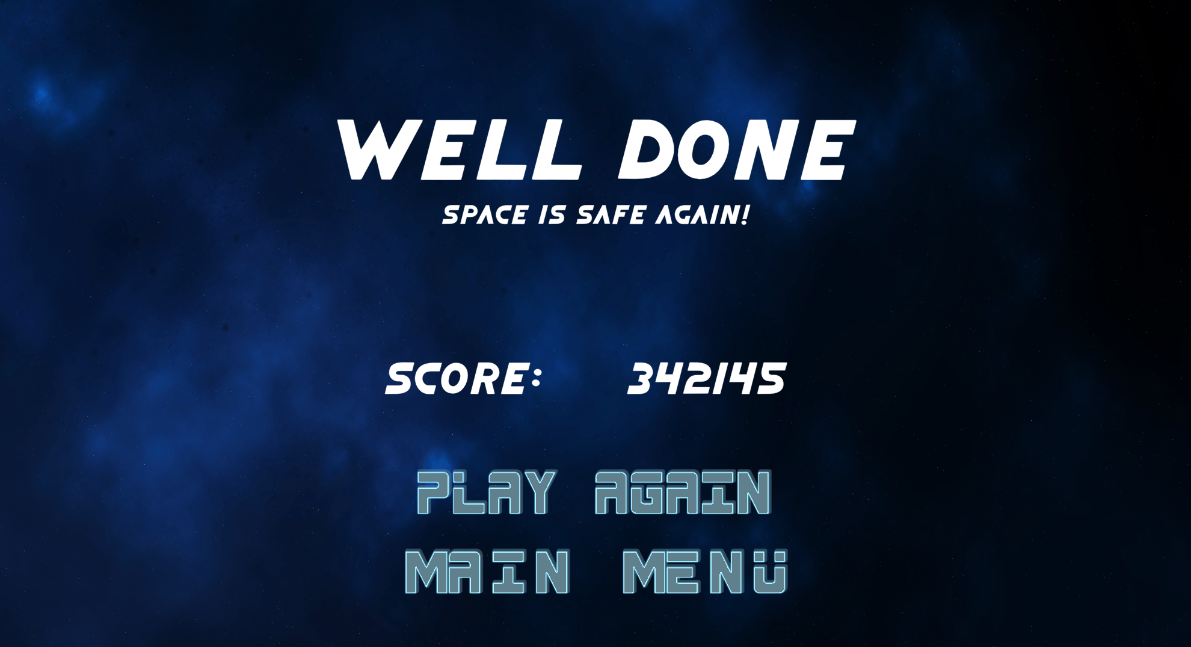 WELL DONE
SPACE IS SAFE AGAIN!
SCORE: 342145
PLAY AGAIN
MAIN MENU